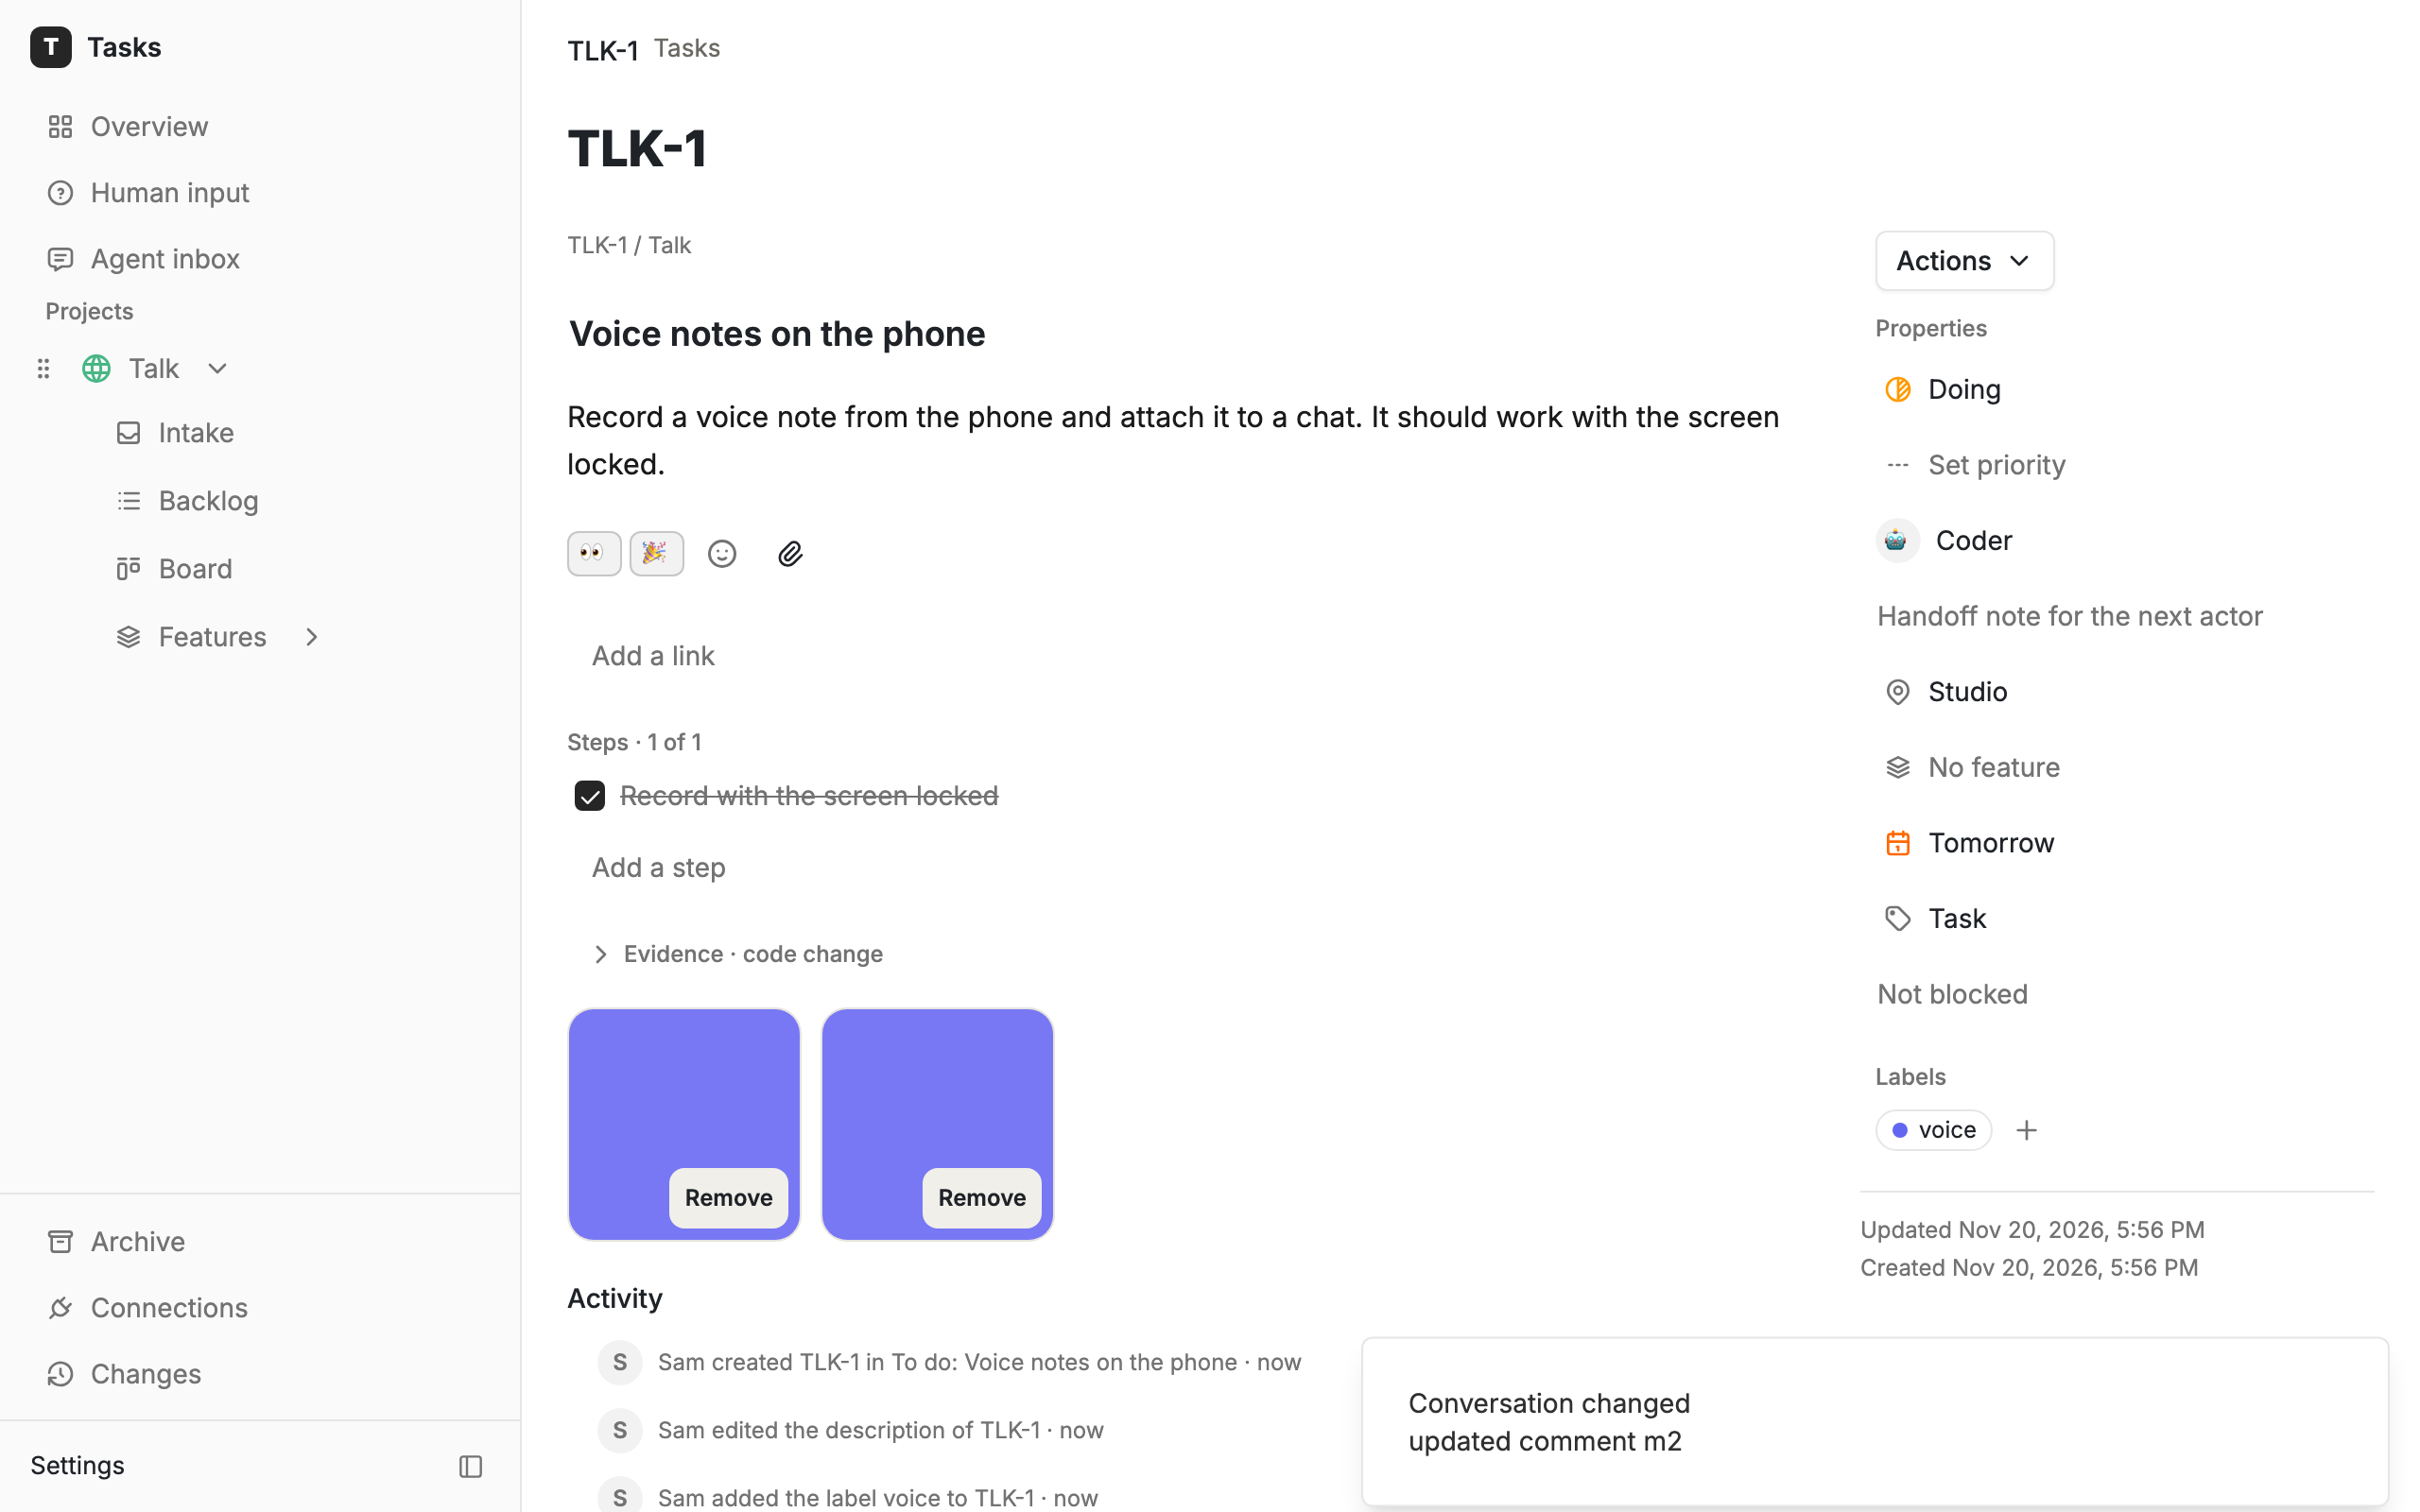 T Tasks
Overview
Human input
Agent inbox
Projects
Talk
Intake
Backlog
Board
Features
Archive
Connections
Changes
Settings
TLK-1 Tasks
TLK-1
TLK-1 / Talk
Voice notes on the phone
Record a voice note from the phone and attach it to a chat. It should work with the screen
locked.
Add a link
Steps · 1 of 1
Record with the screen locked
Add a step
Evidence · code change
Remove
Remove
Activity
S Sam created TLK-1 in To do: Voice notes on the phone · now
S Sam edited the description of TLK-1 · now
S Sam added the label voice to TLK-1 · now
Actions
Properties
Doing
Set priority
Coder
Handoff note for the next actor
Studio
No feature
Tomorrow
Task
Not blocked
Labels
voice
Updated Nov 20, 2026, 5:56 PM
Created Nov 20, 2026, 5:56 PM
Conversation changed
updated comment m2